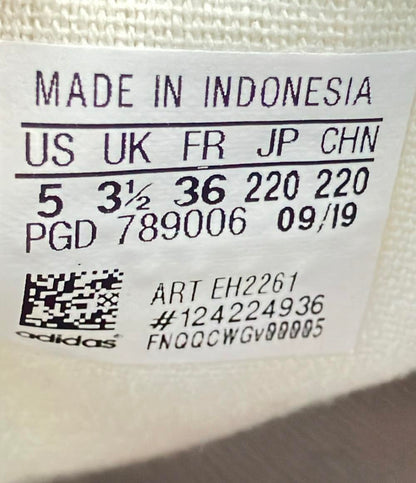 MADE IN INDONESIA
US UK FR JP CHN
5 3½ 36 220 220
PGD 789006 09/19
ART EH2261
#124224936
adidas